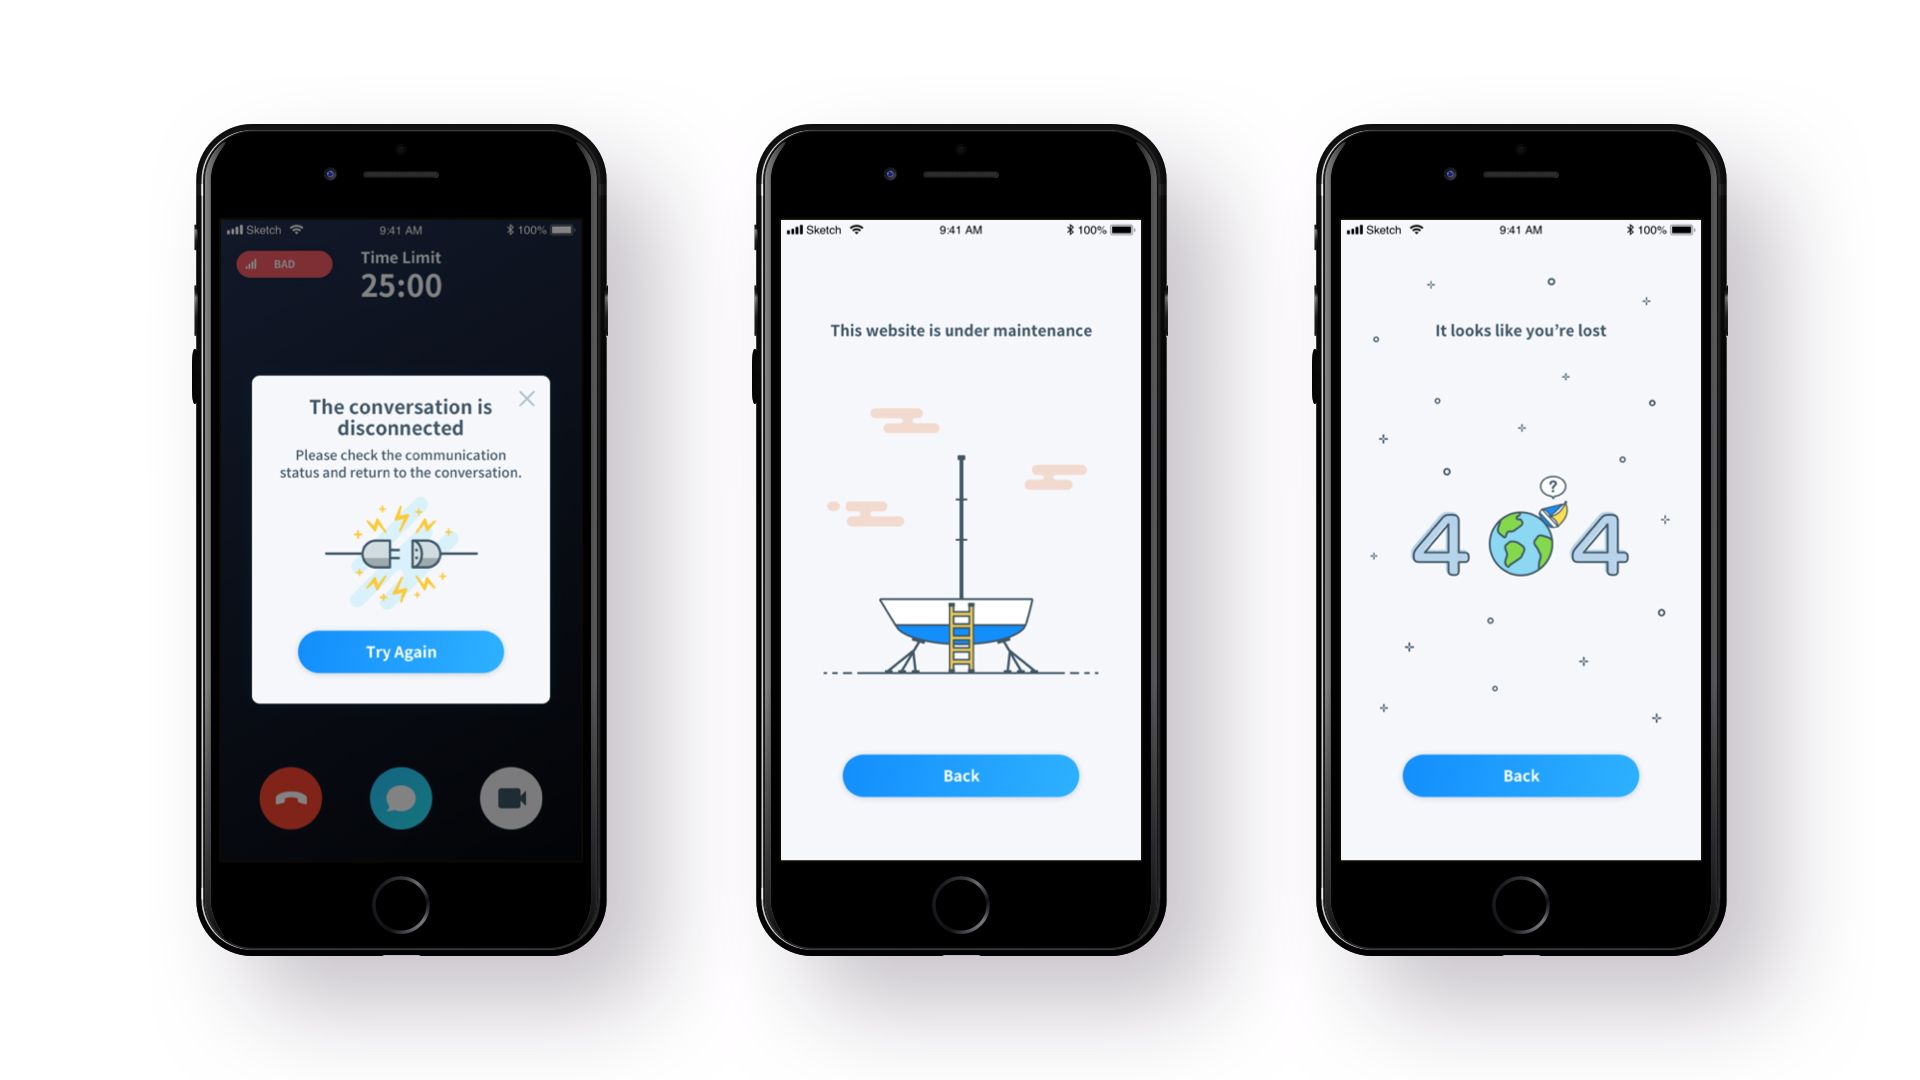 Sketch 9:41 AM 100%
BAD
Time Limit
25:00
The conversation is
disconnected
Please check the communication
status and return to the conversation.
Try Again
Sketch 9:41 AM 100%
This website is under maintenance
Back
Sketch 9:41 AM 100%
It looks like you’re lost
?
4 4
Back